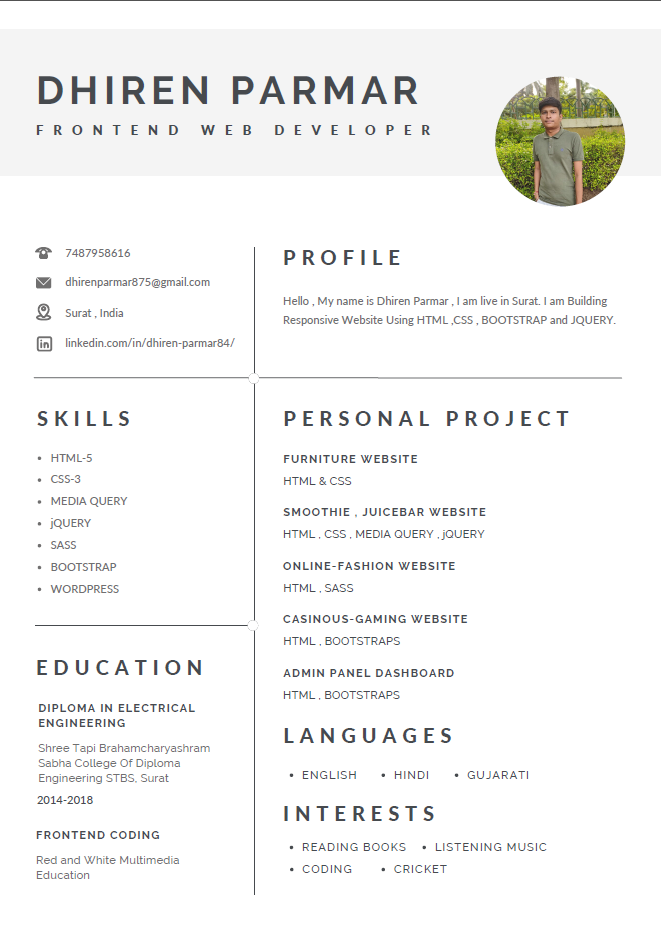 DHIREN PARMAR
FRONTEND WEB DEVELOPER
7487958616
dhirenparmar875@gmail.com
Surat , India
linkedin.com/in/dhiren-parmar84/
PROFILE
Hello , My name is Dhiren Parmar , I am live in Surat. I am Building
Responsive Website Using HTML ,CSS , BOOTSTRAP and JQUERY.
SKILLS
• HTML-5
• CSS-3
• MEDIA QUERY
• jQUERY
• SASS
• BOOTSTRAP
• WORDPRESS
EDUCATION
DIPLOMA IN ELECTRICAL
ENGINEERING
Shree Tapi Brahamcharyashram
Sabha College Of Diploma
Engineering STBS, Surat
2014-2018
FRONTEND CODING
Red and White Multimedia
Education
PERSONAL PROJECT
FURNITURE WEBSITE
HTML & CSS
SMOOTHIE , JUICEBAR WEBSITE
HTML , CSS , MEDIA QUERY , jQUERY
ONLINE-FASHION WEBSITE
HTML , SASS
CASINOUS-GAMING WEBSITE
HTML , BOOTSTRAPS
ADMIN PANEL DASHBOARD
HTML , BOOTSTRAPS
LANGUAGES
• ENGLISH • HINDI • GUJARATI
INTERESTS
• READING BOOKS • LISTENING MUSIC
• CODING • CRICKET